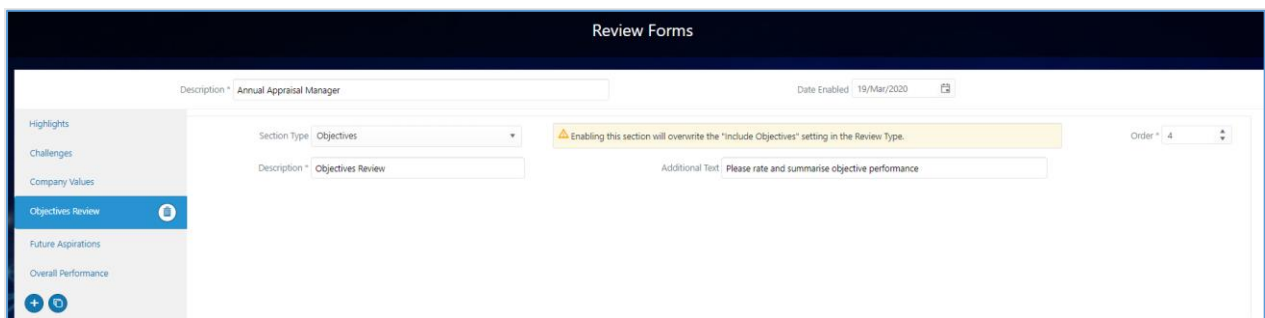 Review Forms
Description * Annual Appraisal Manager Date Enabled 19/Mar/2020
Highlights
Challenges
Company Values
Objectives Review
Future Aspirations
Overall Performance
Section Type Objectives Enabling this section will overwrite the "Include Objectives" setting in the Review Type. Order * 4
Description * Objectives Review Additional Text Please rate and summarise objective performance